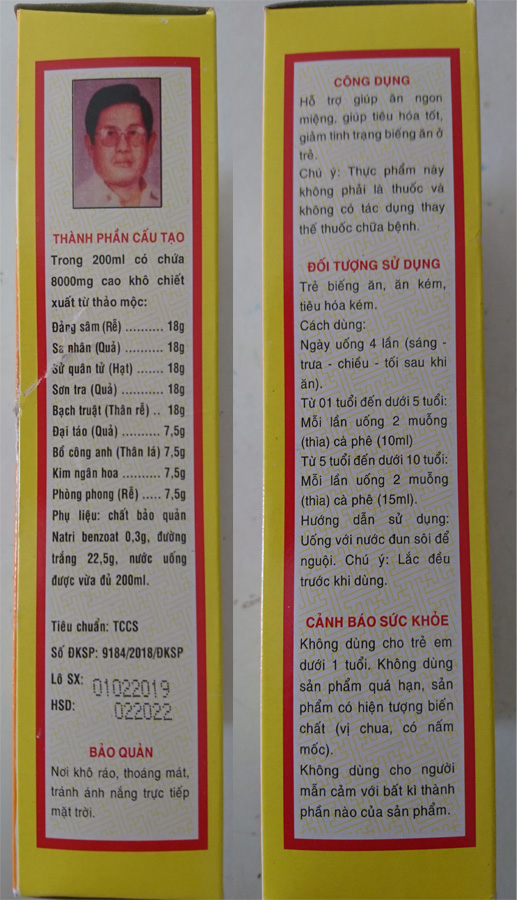 THÀNH PHẦN CẤU TẠO
Trong 200ml có chứa
8000mg cao khô chiết
xuất từ thảo mộc:
Đảng sâm (Rễ) .......... 18g
Sa nhân (Quả) .......... 18g
Sử quân tử (Hạt) ....... 18g
Sơn tra (Quả) ........... 18g
Bạch truật (Thân rễ) .. 18g
Đại táo (Quả) ........... 7,5g
Bồ công anh (Thân lá) 7,5g
Kim ngân hoa ........... 7,5g
Phòng phong (Rễ) ..... 7,5g
Phụ liệu: chất bảo quản
Natri benzoat 0,3g, đường
trắng 22,5g, nước uống
được vừa đủ 200ml.
Tiêu chuẩn: TCCS
Số ĐKSP: 9184/2018/ĐKSP
Lô SX: 01022019
HSD: 022022
BẢO QUẢN
Nơi khô ráo, thoáng mát,
tránh ánh nắng trực tiếp
mặt trời.
CÔNG DỤNG
Hỗ trợ giúp ăn ngon
miệng, giúp tiêu hóa tốt,
giảm tình trạng biếng ăn ở
trẻ.
Chú ý: Thực phẩm này
không phải là thuốc và
không có tác dụng thay
thế thuốc chữa bệnh.
ĐỐI TƯỢNG SỬ DỤNG
Trẻ biếng ăn, ăn kém,
tiêu hóa kém.
Cách dùng:
Ngày uống 4 lần (sáng -
trưa - chiều - tối sau khi
ăn).
Từ 01 tuổi đến dưới 5 tuổi:
Mỗi lần uống 2 muỗng
(thìa) cà phê (10ml)
Từ 5 tuổi đến dưới 10 tuổi:
Mỗi lần uống 2 muỗng
(thìa) cà phê (15ml).
Hướng dẫn sử dụng:
Uống với nước đun sôi để
nguội. Chú ý: Lắc đều
trước khi dùng.
CẢNH BÁO SỨC KHỎE
Không dùng cho trẻ em
dưới 1 tuổi. Không dùng
sản phẩm quá hạn, sản
phẩm có hiện tượng biến
chất (vị chua, có nấm
mốc).
Không dùng cho người
mẫn cảm với bất kì thành
phần nào của sản phẩm.